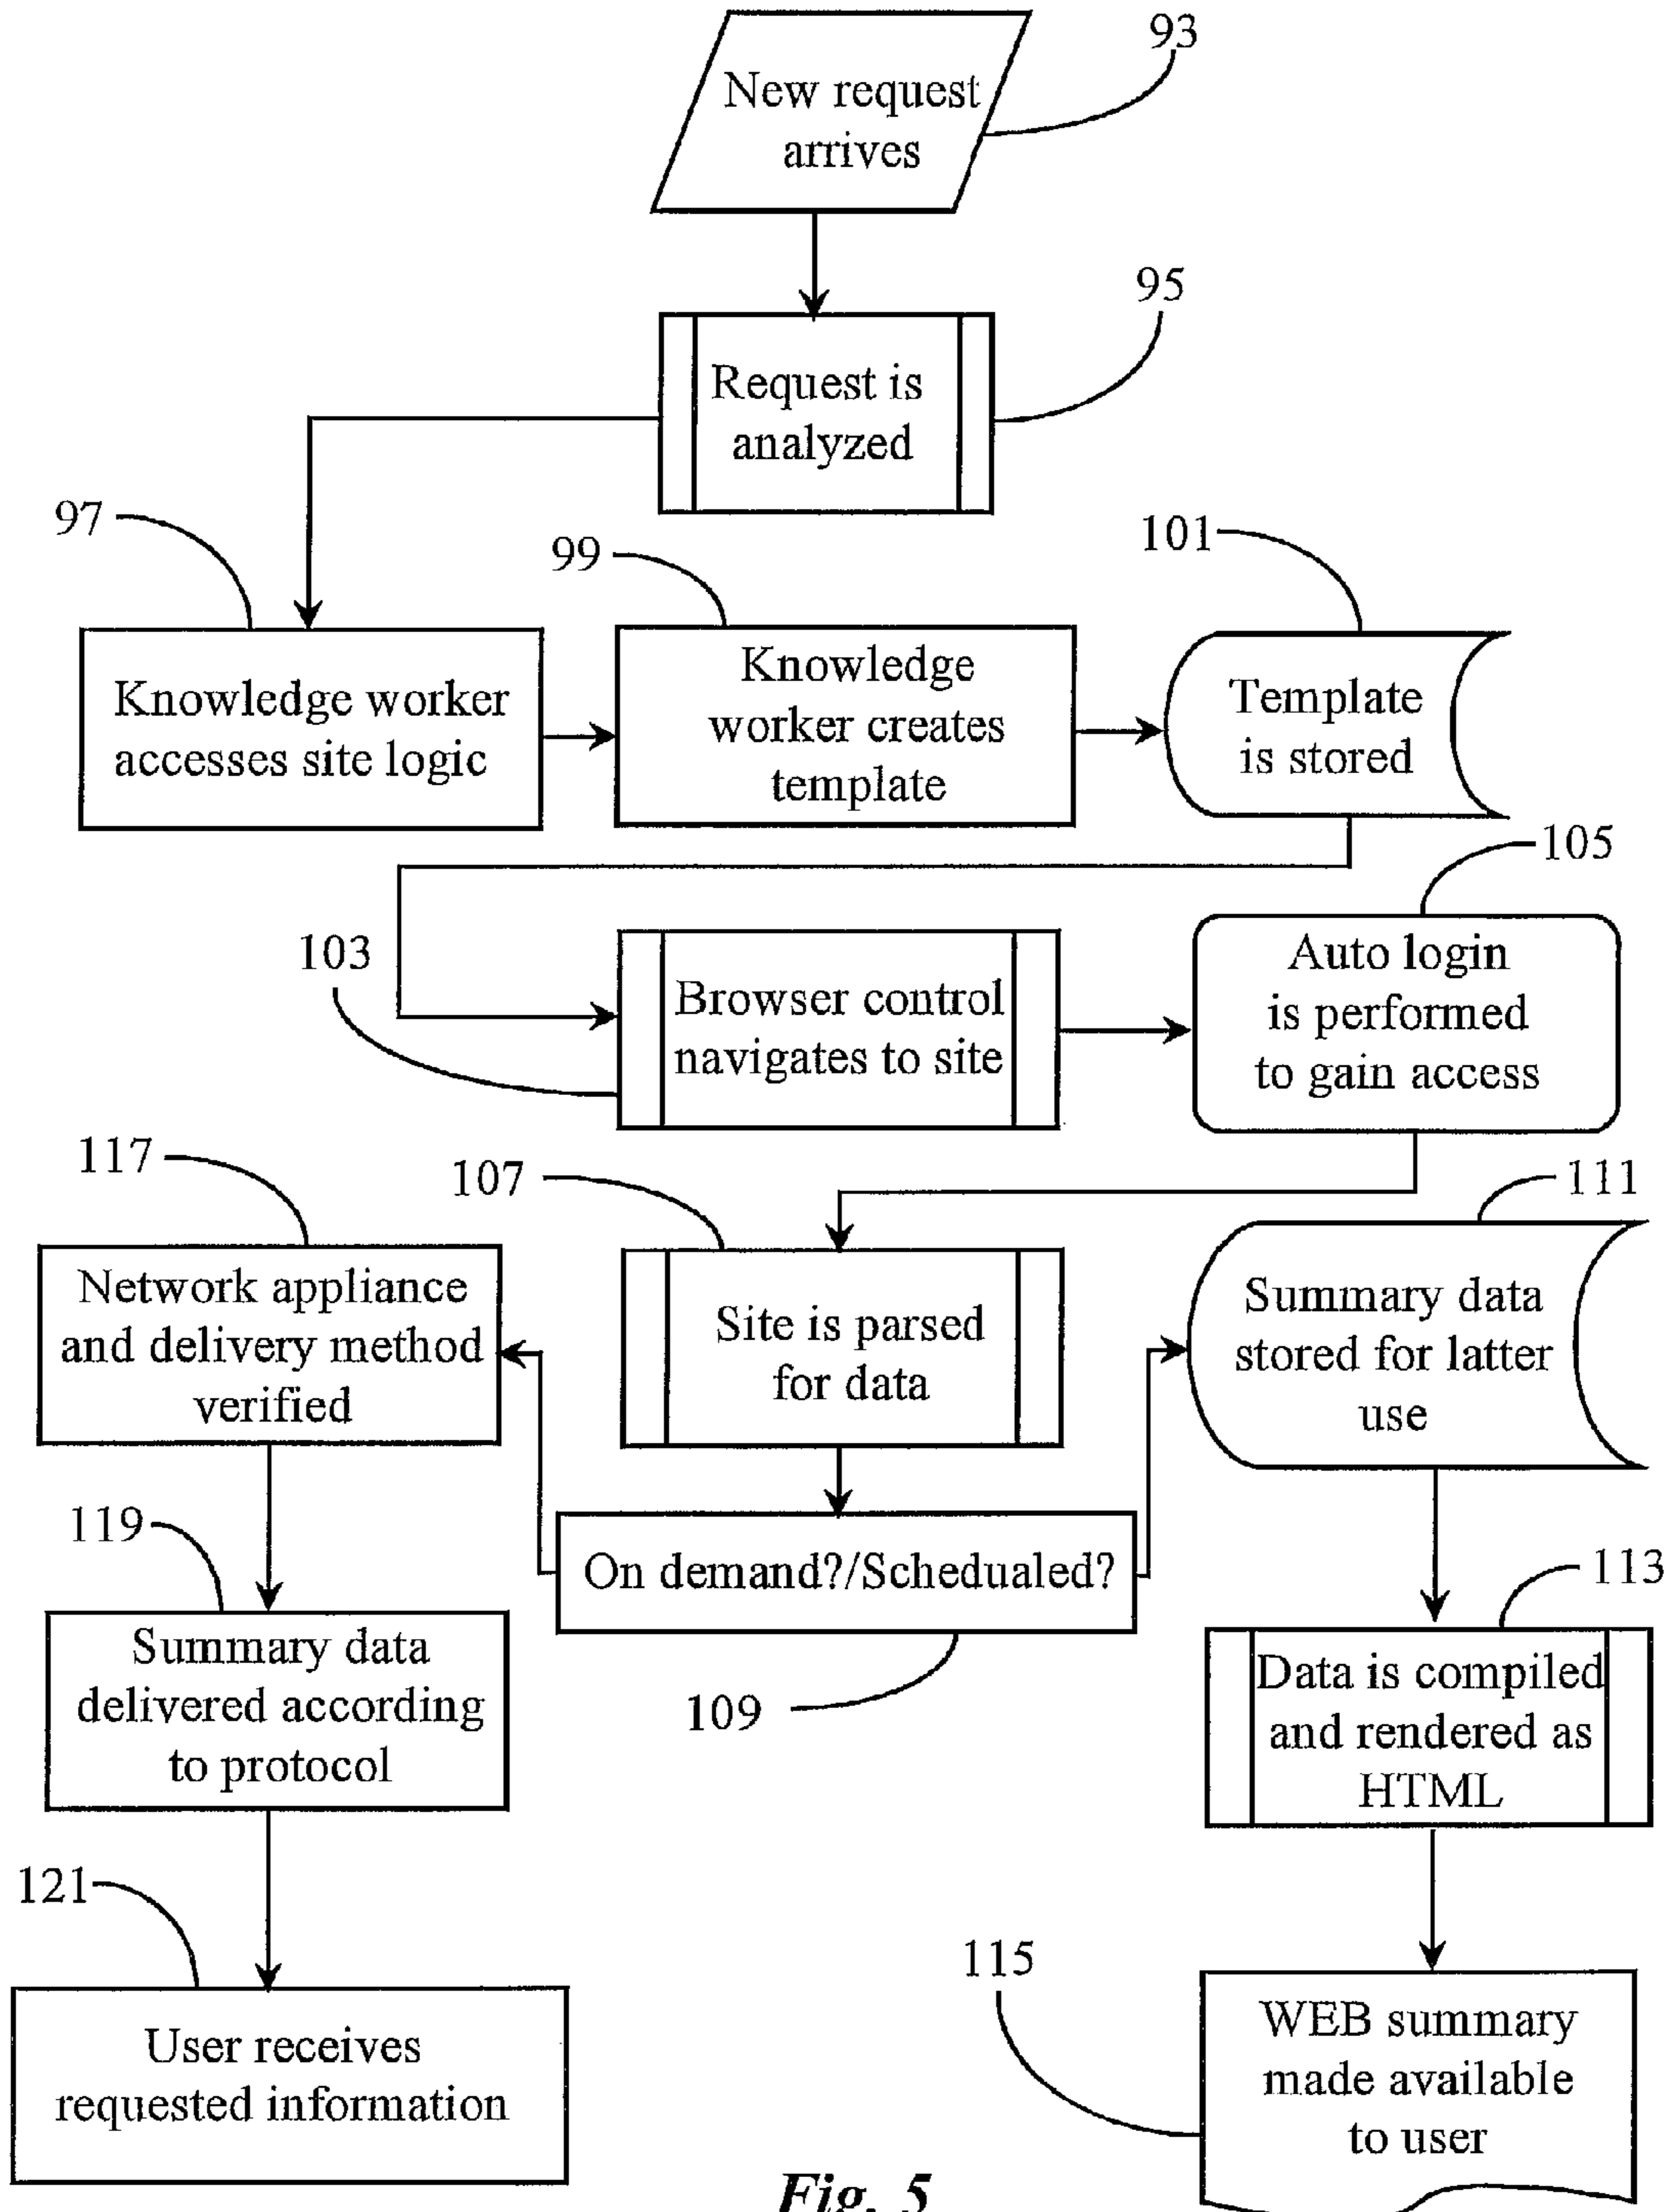 93
New request
arrives
95
Request is
analyzed
97
99
101
Knowledge worker
accesses site logic
Knowledge
worker creates
template
Template
is stored
105
103
Browser control
navigates to site
Auto login
is performed
to gain access
117
107
111
Network appliance
and delivery method
verified
Site is parsed
for data
Summary data
stored for latter
use
119
On demand?/Schedualed?
113
Summary data
delivered according
to protocol
109
Data is compiled
and rendered as
HTML
121
115
User receives
requested information
WEB summary
made available
to user
Fig. 5